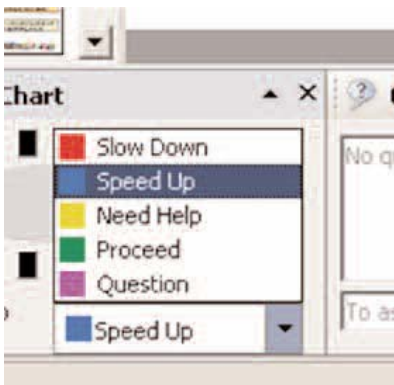 Chart
Slow Down
Speed Up
Need Help
Proceed
Question
Speed Up
No q
To as